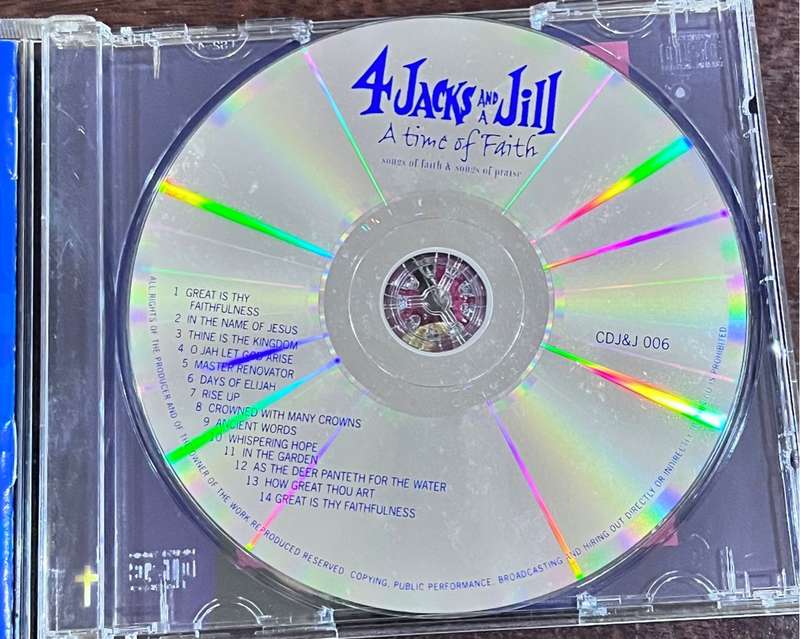 4 JACKS AND A Jill
A time of Faith
songs of faith & songs of praise
1 GREAT IS THY
FAITHFULNESS
2 IN THE NAME OF JESUS
3 THINE IS THE KINGDOM
4 O JAH LET GOD ARISE
5 MASTER RENOVATOR
6 DAYS OF ELIJAH
7 RISE UP
8 CROWNED WITH MANY CROWNS
9 ANCIENT WORDS
10 WHISPERING HOPE
11 IN THE GARDEN
12 AS THE DEER PANTETH FOR THE WATER
13 HOW GREAT THOU ART
14 GREAT IS THY FAITHFULNESS
CDJ&J 006
ALL RIGHTS OF THE PRODUCER AND OF THE OWNER OF THE WORK REPRODUCED RESERVED. COPYING, PUBLIC PERFORMANCE, BROADCASTING AND HIRING OUT DIRECTLY OR INDIRECTLY IS PROHIBITED